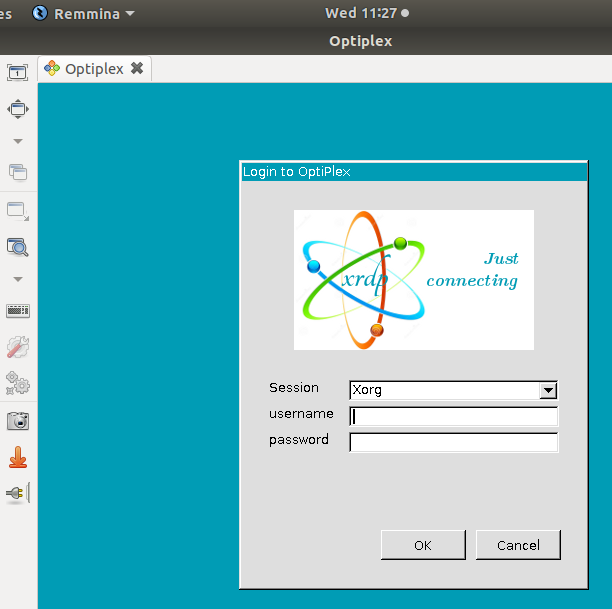 es Remmina Wed 11:27
Optiplex
Optiplex
Login to OptiPlex
xrdp
Just
connecting
Session Xorg
username
password
OK Cancel